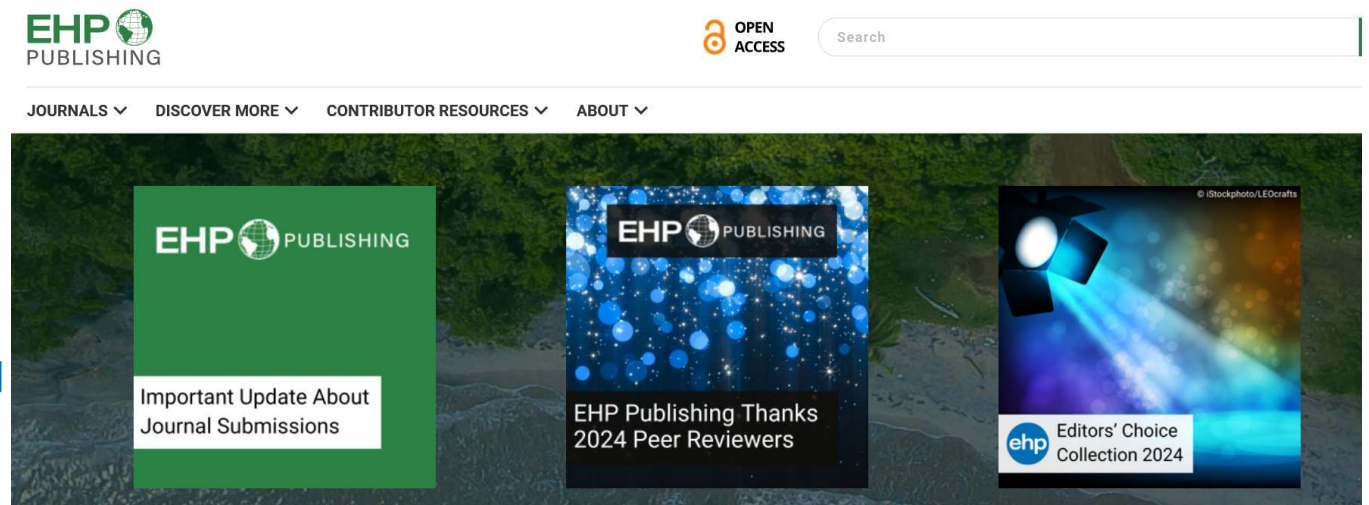 EHP
PUBLISHING
OPEN
ACCESS
Search
JOURNALS
DISCOVER MORE
CONTRIBUTOR RESOURCES
ABOUT
EHP PUBLISHING
Important Update About
Journal Submissions
EHP PUBLISHING
EHP Publishing Thanks
2024 Peer Reviewers
© iStockphoto/LEOcrafts
ehp
Editors' Choice
Collection 2024